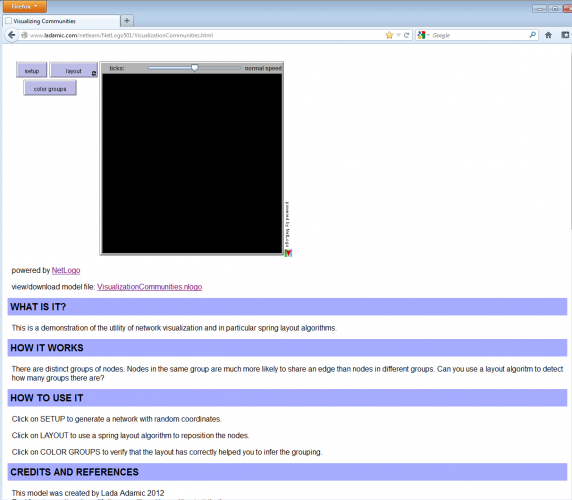 Firefox
Visualizing Communities
www.ladamic.com/netlearn/NetLogo501/VisualizationCommunities.html
Google
setup
layout
ticks:
normal speed
color groups
powered by NetLogo
powered by NetLogo
view/download model file: VisualizationCommunities.nlogo
WHAT IS IT?
This is a demonstration of the utility of network visualization and in particular spring layout algorithms.
HOW IT WORKS
There are distinct groups of nodes. Nodes in the same group are much more likely to share an edge than nodes in different groups. Can you use a layout algoritm to detect
how many groups there are?
HOW TO USE IT
Click on SETUP to generate a network with random coordinates.
Click on LAYOUT to use a spring layout algorithm to reposition the nodes.
Click on COLOR GROUPS to verify that the layout has correctly helped you to infer the grouping.
CREDITS AND REFERENCES
This model was created by Lada Adamic 2012